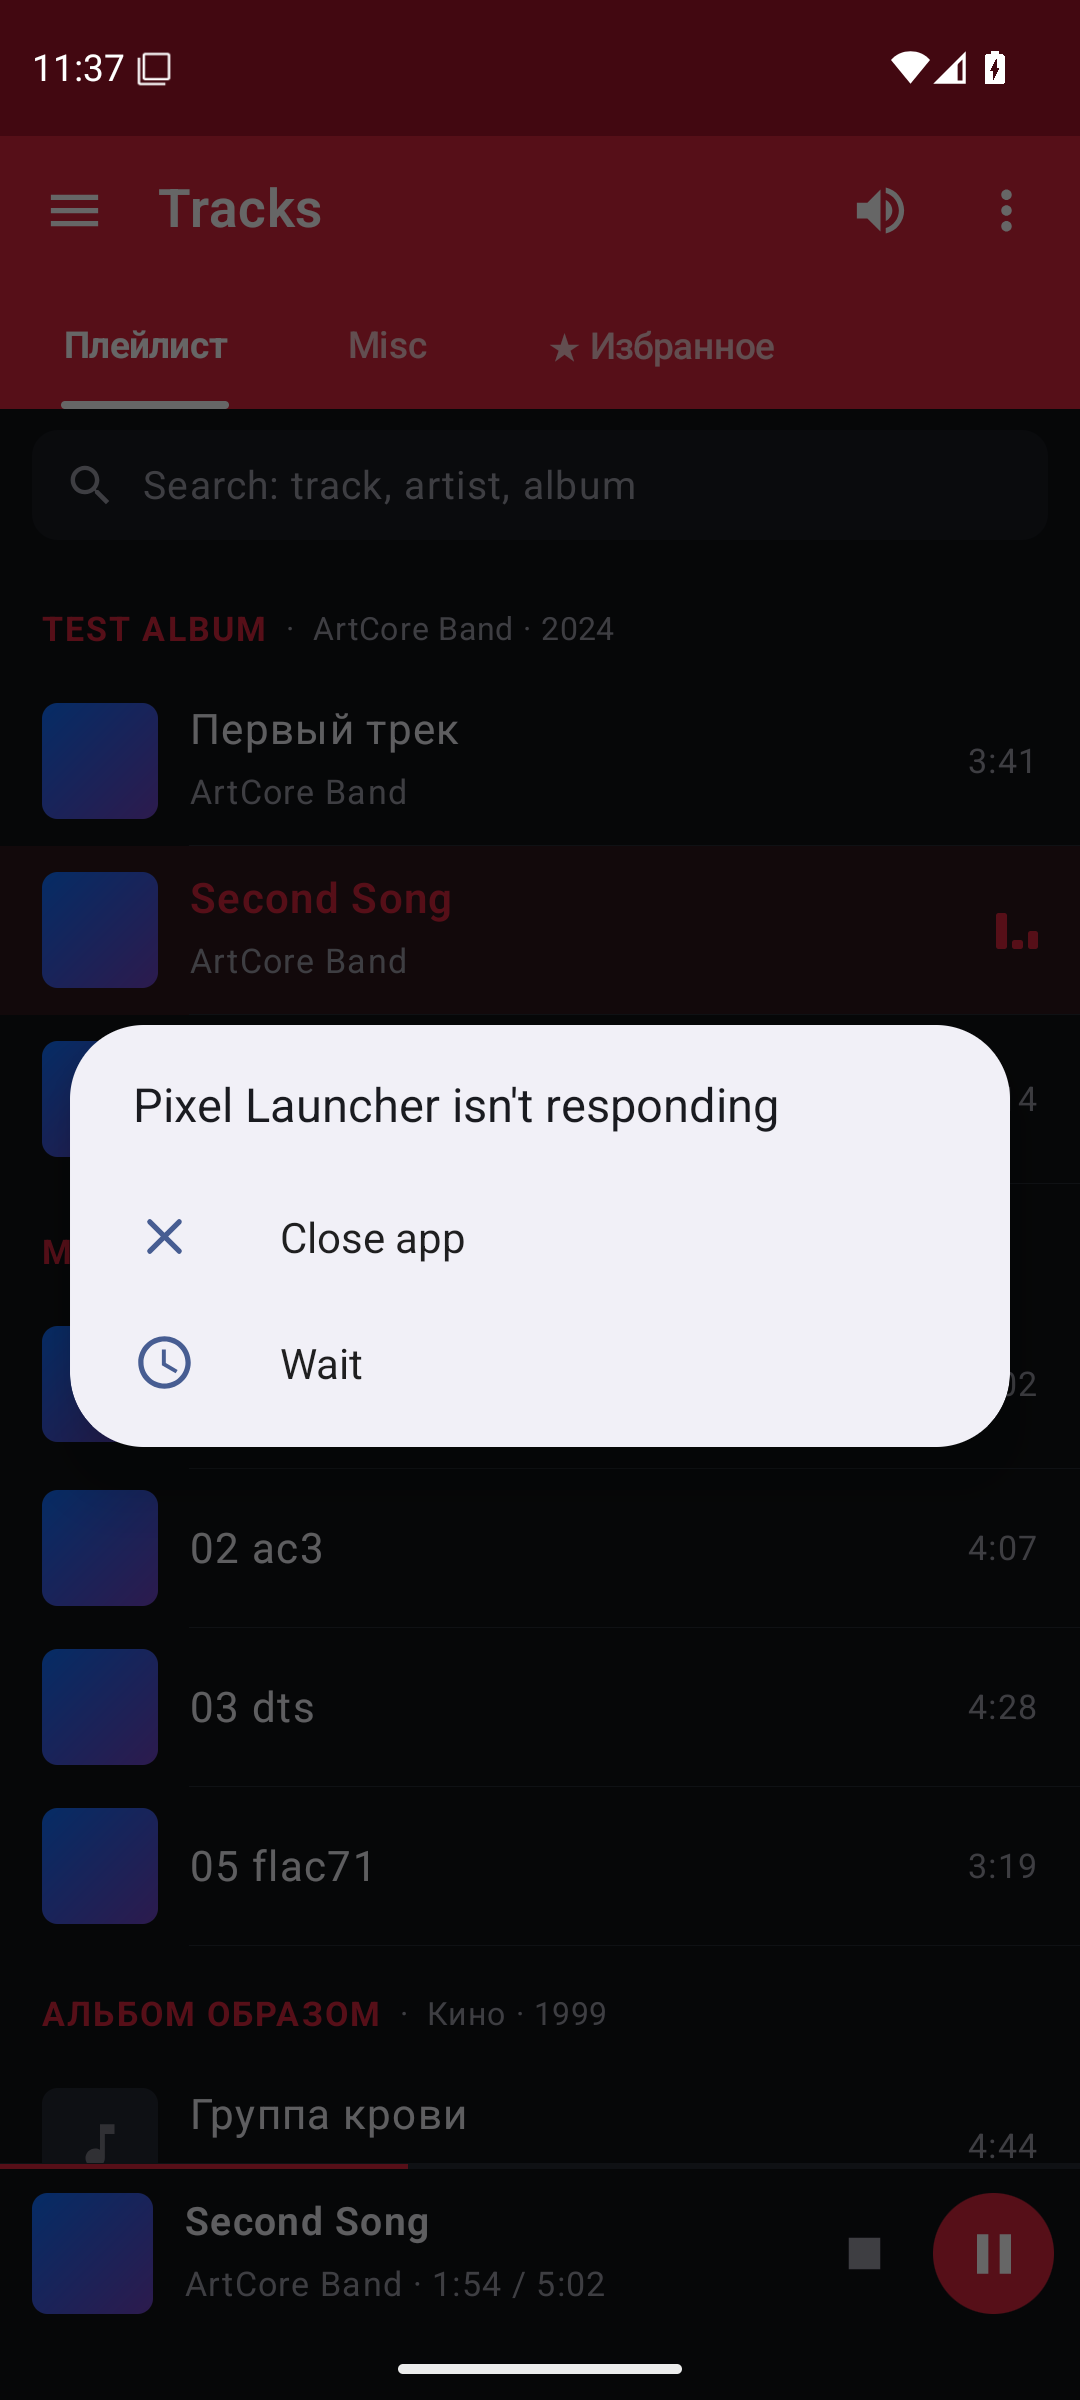 11:37
Tracks
Плейлист Misc ★ Избранное
Search: track, artist, album
TEST ALBUM · ArtCore Band · 2024
Первый трек
3:41
ArtCore Band
Second Song
ArtCore Band
4
Pixel Launcher isn't responding
Close app
Wait
02 ac3 4:07
03 dts 4:28
05 flac71 3:19
АЛЬБОМ ОБРАЗОМ · Кино · 1999
Группа крови
4:44
Second Song
ArtCore Band · 1:54 / 5:02